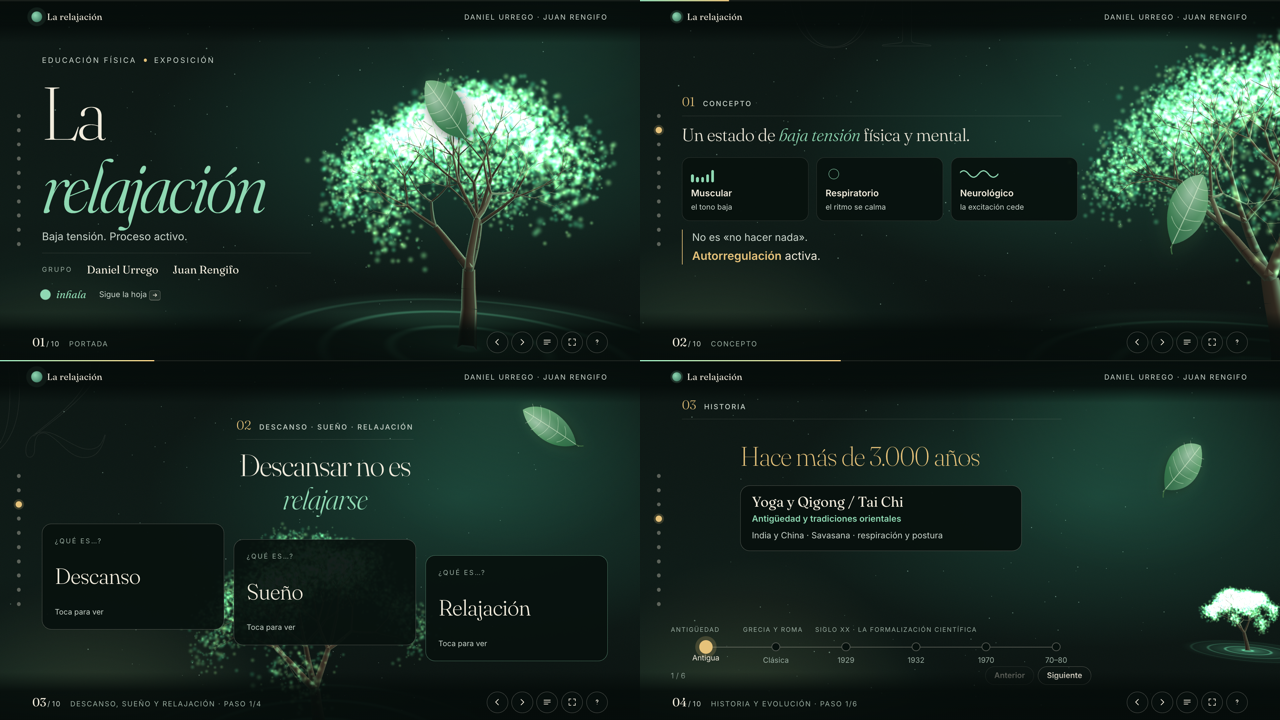 La relajación
DANIEL URREGO · JUAN RENGIFO
EDUCACIÓN FÍSICA • EXPOSICIÓN
La
relajación
Baja tensión. Proceso activo.
GRUPO Daniel Urrego Juan Rengifo
inhala Sigue la hoja →
01/10 PORTADA
?
La relajación
DANIEL URREGO · JUAN RENGIFO
01 CONCEPTO
Un estado de baja tensión física y mental.
Muscular
el tono baja
Respiratorio
el ritmo se calma
Neurológico
la excitación cede
No es «no hacer nada».
Autorregulación activa.
02/10 CONCEPTO
?
La relajación
DANIEL URREGO · JUAN RENGIFO
02 DESCANSO · SUEÑO · RELAJACIÓN
Descansar no es
relajarse
¿QUÉ ES…?
Descanso
Toca para ver
¿QUÉ ES…?
Sueño
Toca para ver
¿QUÉ ES…?
Relajación
Toca para ver
03/10 DESCANSO, SUEÑO Y RELAJACIÓN · PASO 1/4
?
La relajación
DANIEL URREGO · JUAN RENGIFO
03 HISTORIA
Hace más de 3.000 años
Yoga y Qigong / Tai Chi
Antigüedad y tradiciones orientales
India y China · Savasana · respiración y postura
ANTIGÜEDAD GRECIA Y ROMA SIGLO XX · LA FORMALIZACIÓN CIENTÍFICA
Antigua Clásica 1929 1932 1970 70–80
1 / 6 Anterior Siguiente
04/10 HISTORIA Y EVOLUCIÓN · PASO 1/6
?